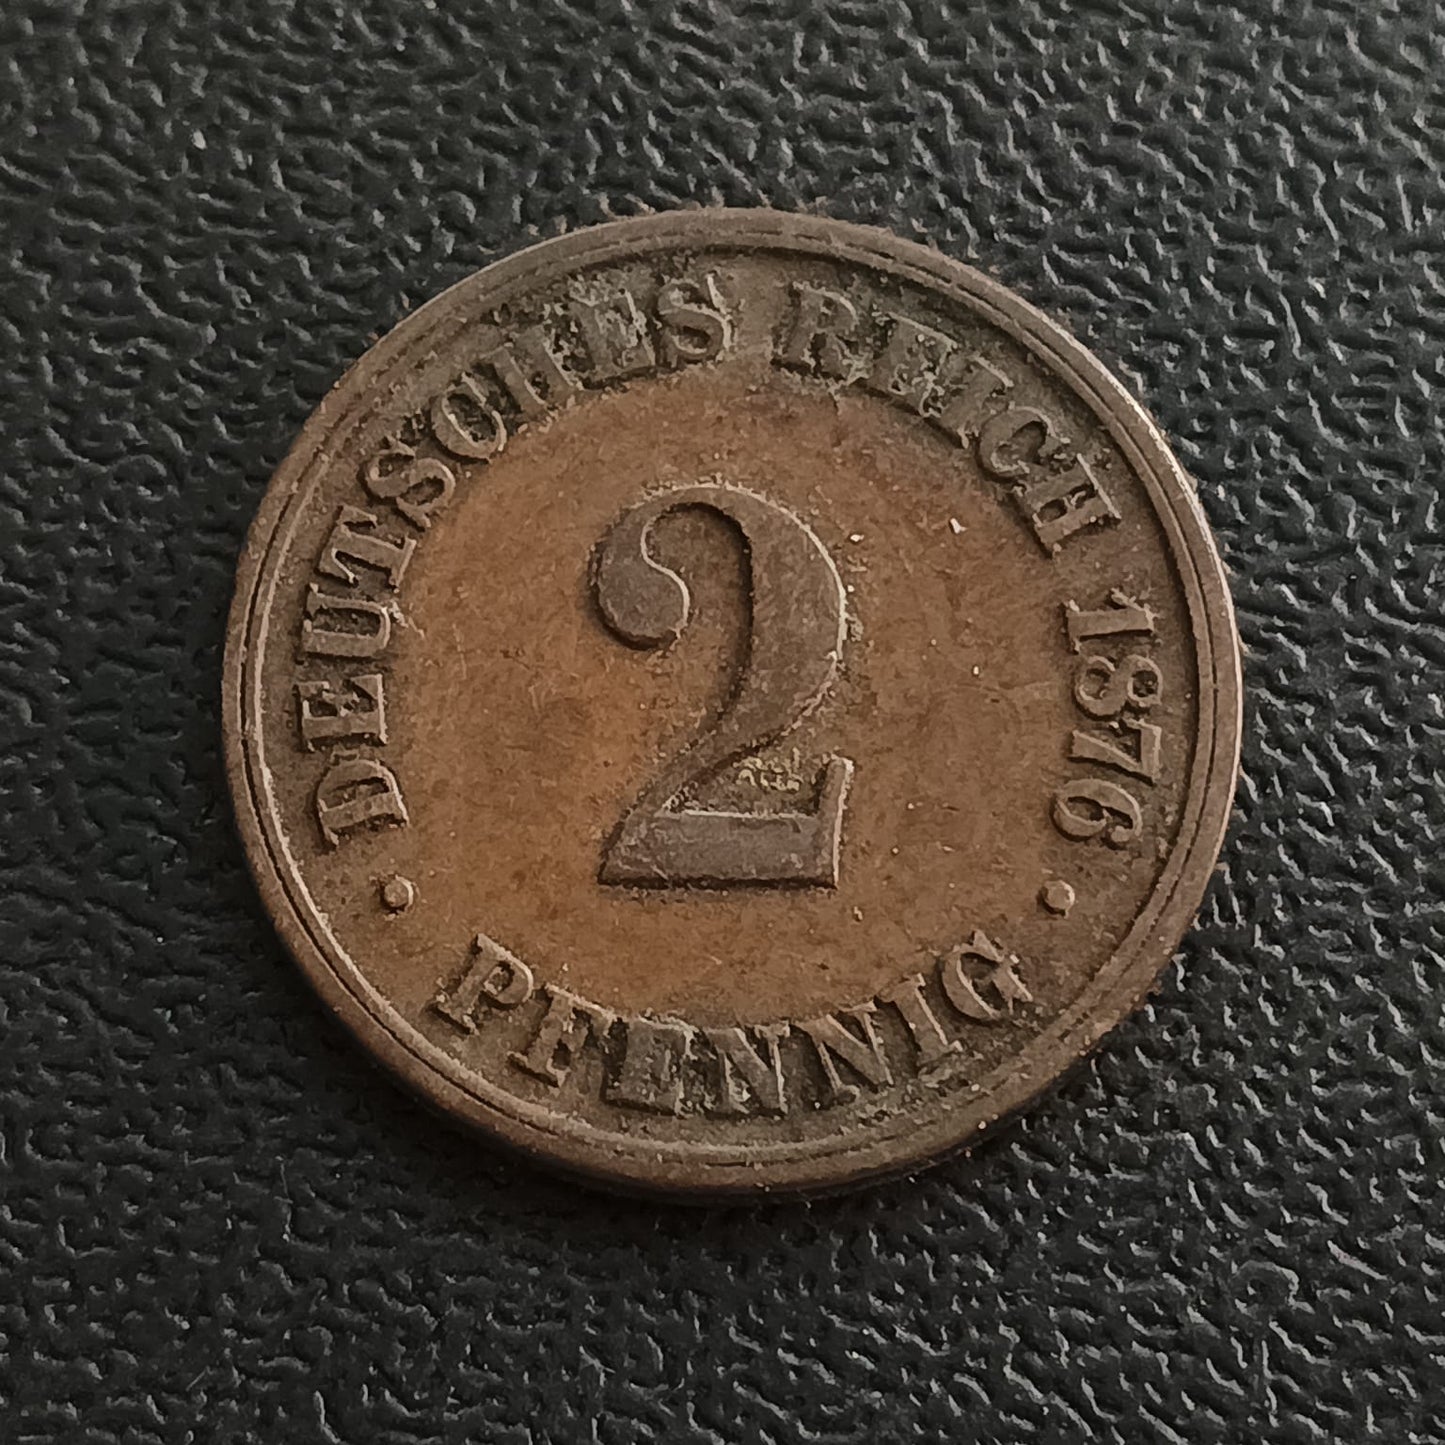 DEUTSCHES REICH 1876
2
· PFENNIG ·